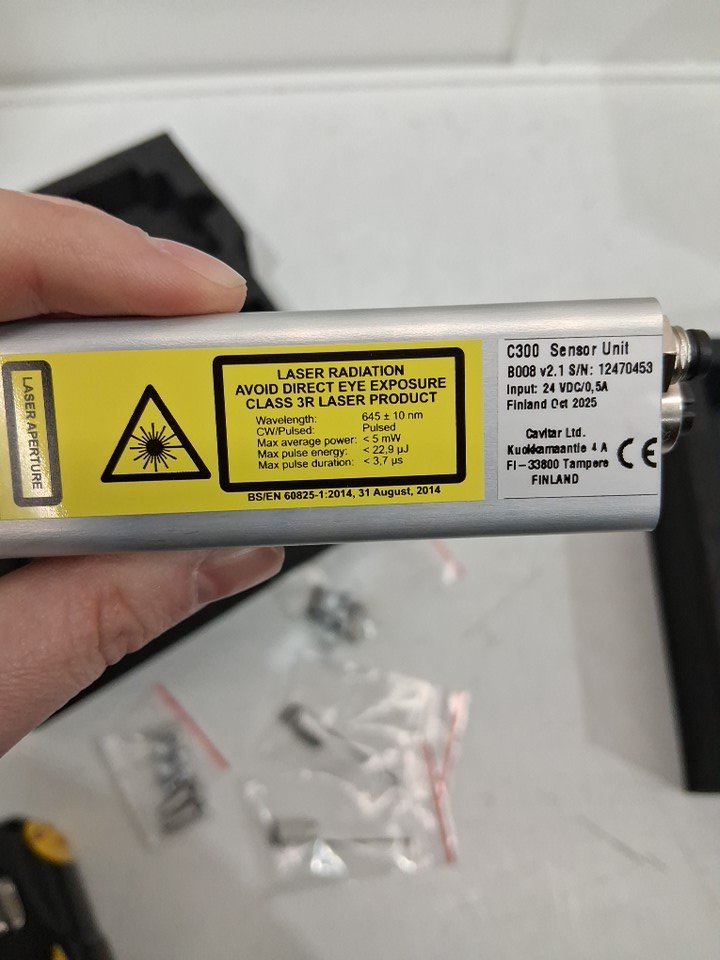 LASER APERTURE
LASER RADIATION
AVOID DIRECT EYE EXPOSURE
CLASS 3R LASER PRODUCT
Wavelength: 645 ± 10 nm
CW/Pulsed: Pulsed
Max average power: < 5 mW
Max pulse energy: < 22,9 µJ
Max pulse duration: < 3,7 µs
BS/EN 60825-1:2014, 31 August, 2014
C300 Sensor Unit
B008 v2.1 S/N: 12470453
Input: 24 VDC/0,5A
Finland Oct 2025
Cavitar Ltd.
Kuokkamaantie 4 A
FI-33800 Tampere
FINLAND
CE